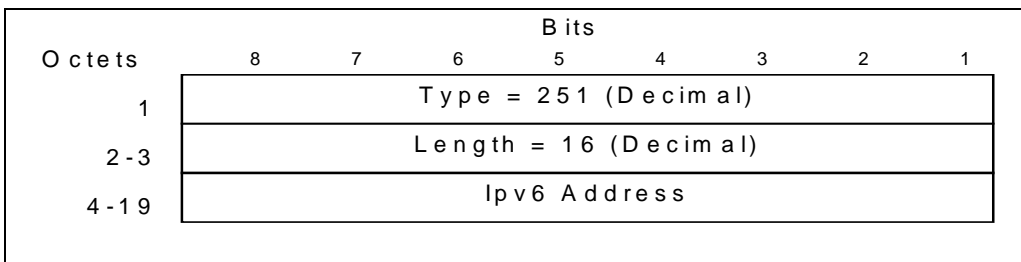 Bits
Octets 8 7 6 5 4 3 2 1
1 Type = 251 (Decimal)
2-3 Length = 16 (Decimal)
4-19 Ipv6 Address